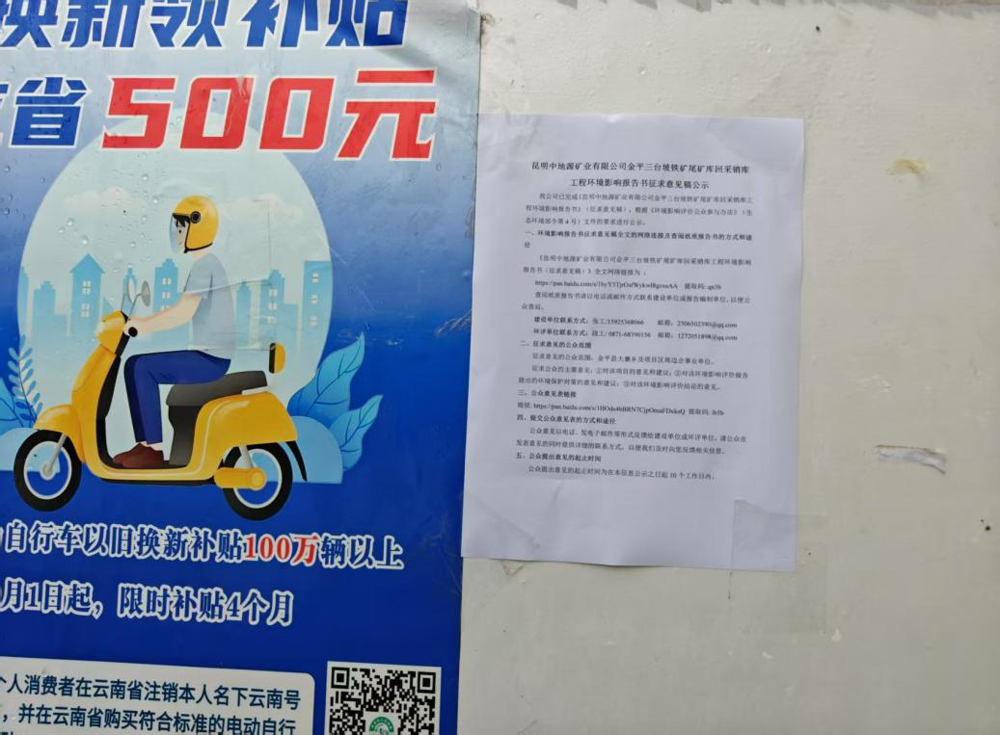 换新领补贴
省500元
自行车以旧换新补贴100万辆以上
月1日起，限时补贴4个月
个人消费者在云南省注销本人名下云南号
，并在云南省购买符合标准的电动自行
昆明中地源矿业有限公司金平三台坡铁矿尾矿库回采销库
工程环境影响报告书征求意见稿公示
我公司已完成《昆明中地源矿业有限公司金平三台坡铁矿尾矿库回采销库工
程环境影响报告书》（征求意见稿），根据《环境影响评价公众参与办法》（生
态环境部令第4号）文件的要求进行公示。
一、环境影响报告书征求意见稿全文的网络连接及查阅纸质报告书的方式和途
径
《昆明中地源矿业有限公司金平三台坡铁矿尾矿库回采销库工程环境影响
报告书（征求意见稿）》全文网络链接为：
提取码: qn3b
查阅纸质报告书请以电话或邮件方式联系建设单位或报告编制单位，以便公
众查阅。
建设单位联系方式：张工/15925368066 邮箱：2506502390@qq.com
环评单位联系方式：段工/ 0871-68390156 邮箱：1272051898@qq.com
二、征求意见的公众范围
征求意见的公众范围：金平县大寨乡及项目区周边企事业单位。
征求公众的主要意见：①对该项目的意见和建议；②对该环境影响评价报告
提出的环境保护对策的意见和建议；③对该环境影响评价结论的意见。
三、公众意见表链接
链接: 提取码: ib5b
四、提交公众意见表的方式和途径
公众意见以电话、发电子邮件等形式反馈给建设单位或环评单位，请公众在
发表意见的同时提供详细的联系方式，以便我们及时向您反馈相关信息。
五、公众提出意见的起止时间
公众提出意见的起止时间为在本信息公示之日起10个工作日内。